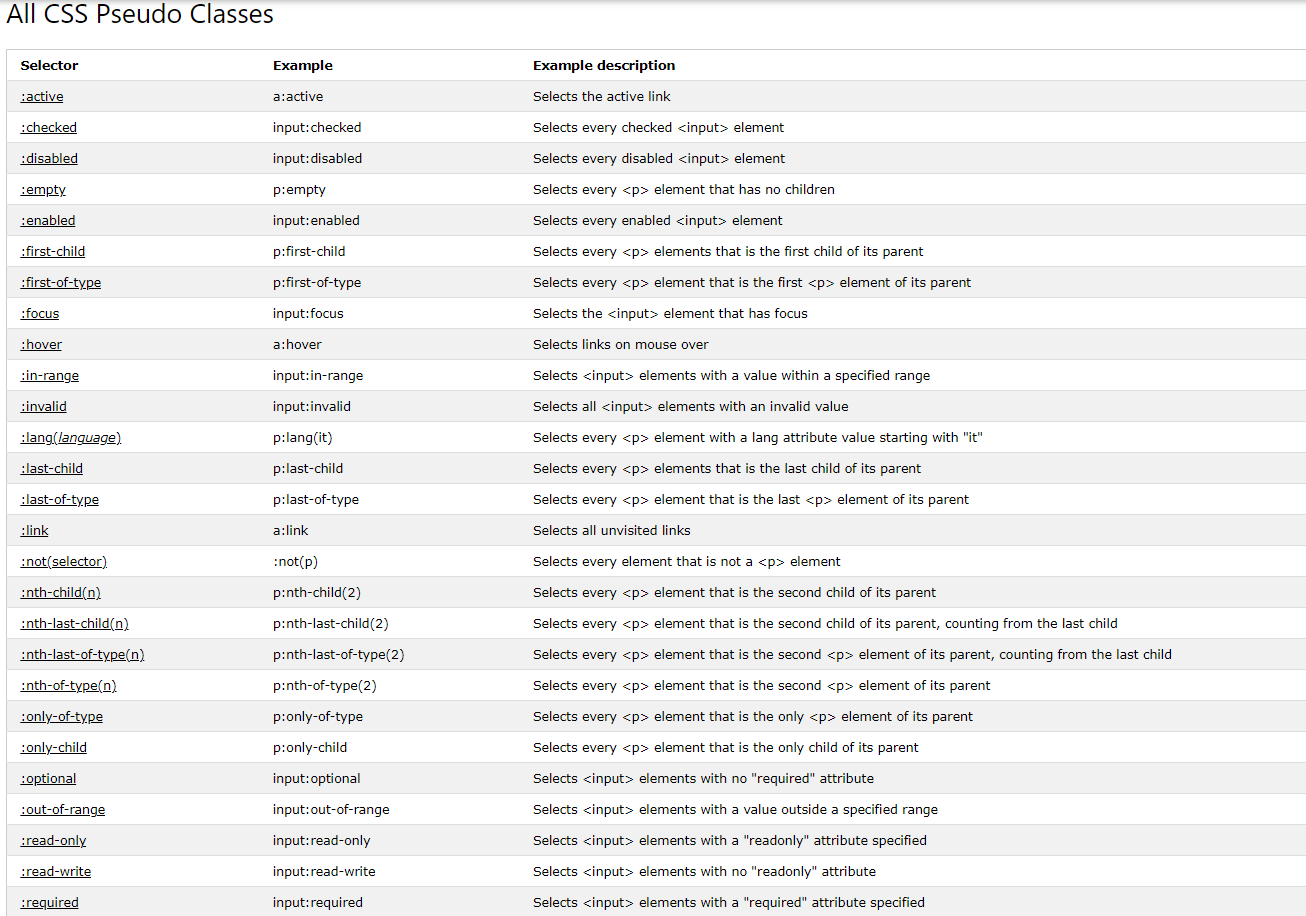 All CSS Pseudo Classes
Selector Example Example description
:active a:active Selects the active link
:checked input:checked Selects every checked <input> element
:disabled input:disabled Selects every disabled <input> element
:empty p:empty Selects every <p> element that has no children
:enabled input:enabled Selects every enabled <input> element
:first-child p:first-child Selects every <p> elements that is the first child of its parent
:first-of-type p:first-of-type Selects every <p> element that is the first <p> element of its parent
:focus input:focus Selects the <input> element that has focus
:hover a:hover Selects links on mouse over
:in-range input:in-range Selects <input> elements with a value within a specified range
:invalid input:invalid Selects all <input> elements with an invalid value
:lang(language) p:lang(it) Selects every <p> element with a lang attribute value starting with "it"
:last-child p:last-child Selects every <p> elements that is the last child of its parent
:last-of-type p:last-of-type Selects every <p> element that is the last <p> element of its parent
:link a:link Selects all unvisited links
:not(selector) :not(p) Selects every element that is not a <p> element
:nth-child(n) p:nth-child(2) Selects every <p> element that is the second child of its parent
:nth-last-child(n) p:nth-last-child(2) Selects every <p> element that is the second child of its parent, counting from the last child
:nth-last-of-type(n) p:nth-last-of-type(2) Selects every <p> element that is the second <p> element of its parent, counting from the last child
:nth-of-type(n) p:nth-of-type(2) Selects every <p> element that is the second <p> element of its parent
:only-of-type p:only-of-type Selects every <p> element that is the only <p> element of its parent
:only-child p:only-child Selects every <p> element that is the only child of its parent
:optional input:optional Selects <input> elements with no "required" attribute
:out-of-range input:out-of-range Selects <input> elements with a value outside a specified range
:read-only input:read-only Selects <input> elements with a "readonly" attribute specified
:read-write input:read-write Selects <input> elements with no "readonly" attribute
:required input:required Selects <input> elements with a "required" attribute specified